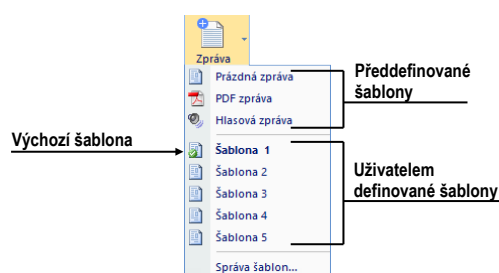 Zpráva
Prázdná zpráva
PDF zpráva
Hlasová zpráva
Předdefinované
šablony
Výchozí šablona
Šablona 1
Šablona 2
Šablona 3
Šablona 4
Šablona 5
Uživatelem
definované šablony
Správa šablon...